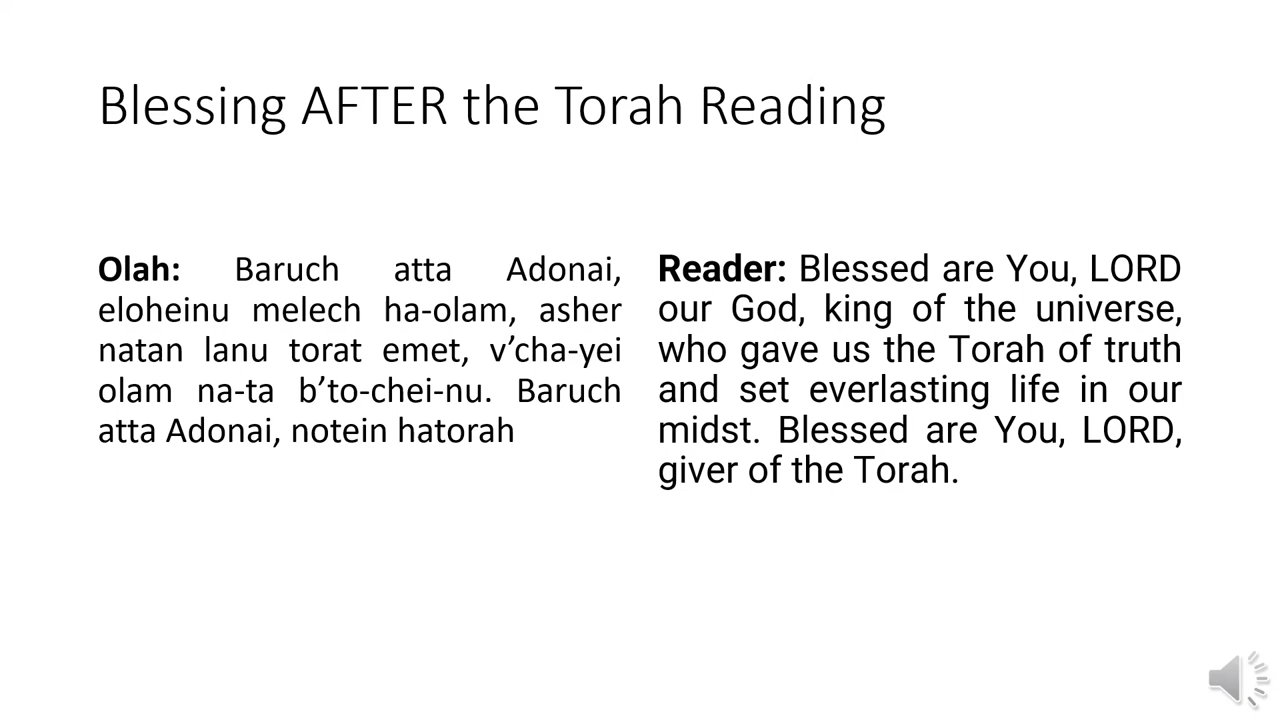 Blessing AFTER the Torah Reading
Olah: Baruch atta Adonai,
eloheinu melech ha-olam, asher
natan lanu torat emet, v’cha-yei
olam na-ta b’to-chei-nu. Baruch
atta Adonai, notein hatorah
Reader: Blessed are You, LORD
our God, king of the universe,
who gave us the Torah of truth
and set everlasting life in our
midst. Blessed are You, LORD,
giver of the Torah.